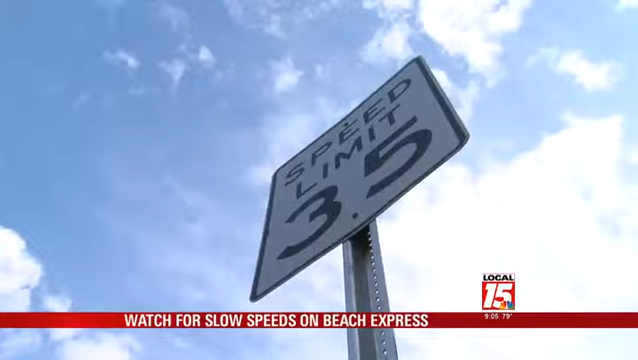 SPEED
LIMIT
35
LOCAL
15
9:05 79°
WATCH FOR SLOW SPEEDS ON BEACH EXPRESS